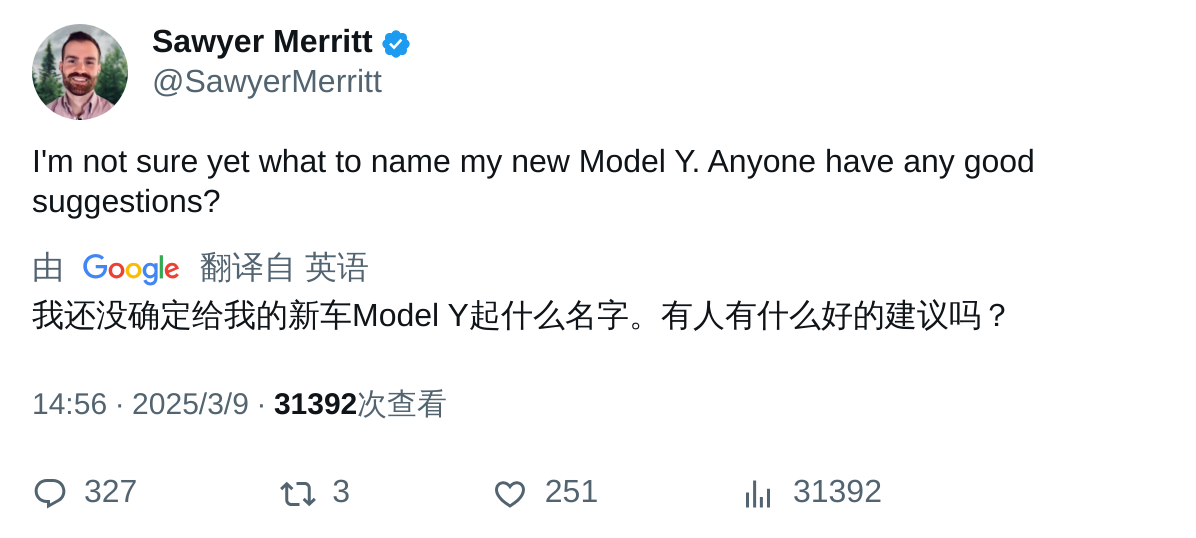 Sawyer Merritt
@SawyerMerritt
I'm not sure yet what to name my new Model Y. Anyone have any good
suggestions?
由 Google 翻译自 英语
我还没确定给我的新车Model Y起什么名字。有人有什么好的建议吗？
14:56 · 2025/3/9 · 31392次查看
327 3 251 31392